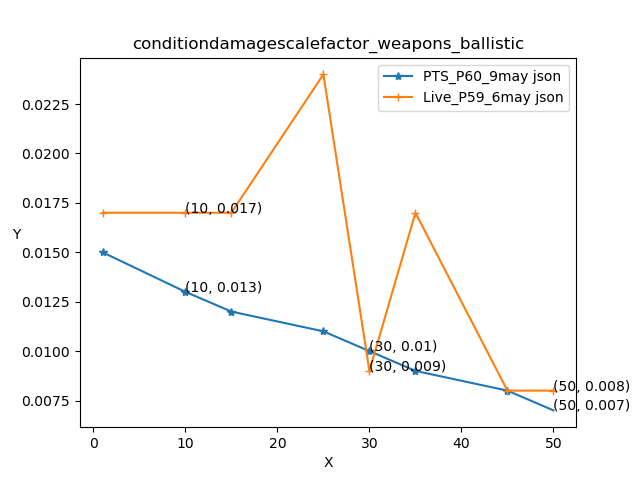 conditiondamagescalefactor_weapons_ballistic
PTS_P60_9may json
Live_P59_6may json
0.0225
0.0200
0.0175
(10, 0.017)
Y
0.0150
(10, 0.013)
0.0125
(30, 0.01)
0.0100
(30, 0.009)
(50, 0.008)
0.0075
(50, 0.007)
0 10 20 30 40 50
X